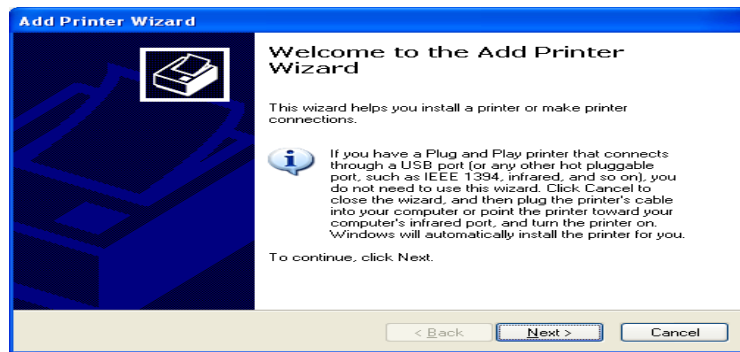 Add Printer Wizard
Welcome to the Add Printer
Wizard
This wizard helps you install a printer or make printer
connections.
If you have a Plug and Play printer that connects
through a USB port (or any other hot pluggable
port, such as IEEE 1394, infrared, and so on), you
do not need to use this wizard. Click Cancel to
close the wizard, and then plug the printer's cable
into your computer or point the printer toward your
computer's infrared port, and turn the printer on.
Windows will automatically install the printer for you.
To continue, click Next.
< Back Next > Cancel